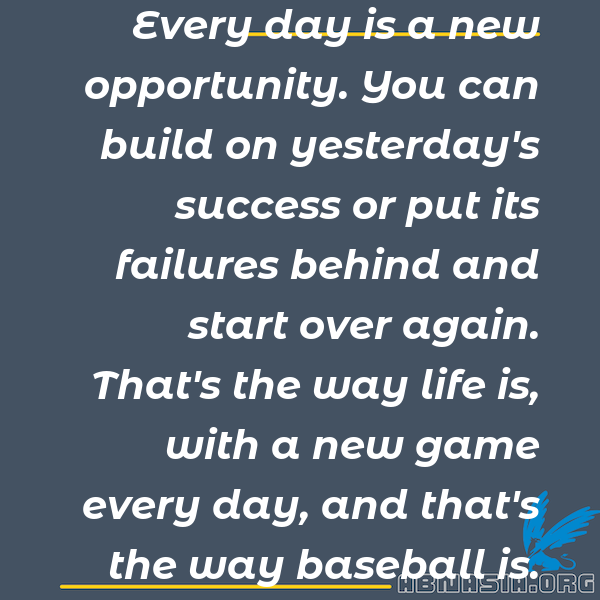 Every day is a new
opportunity. You can
build on yesterday's
success or put its
failures behind and
start over again.
That's the way life is,
with a new game
every day, and that's
the way baseball is.
ABNASIA.ORG